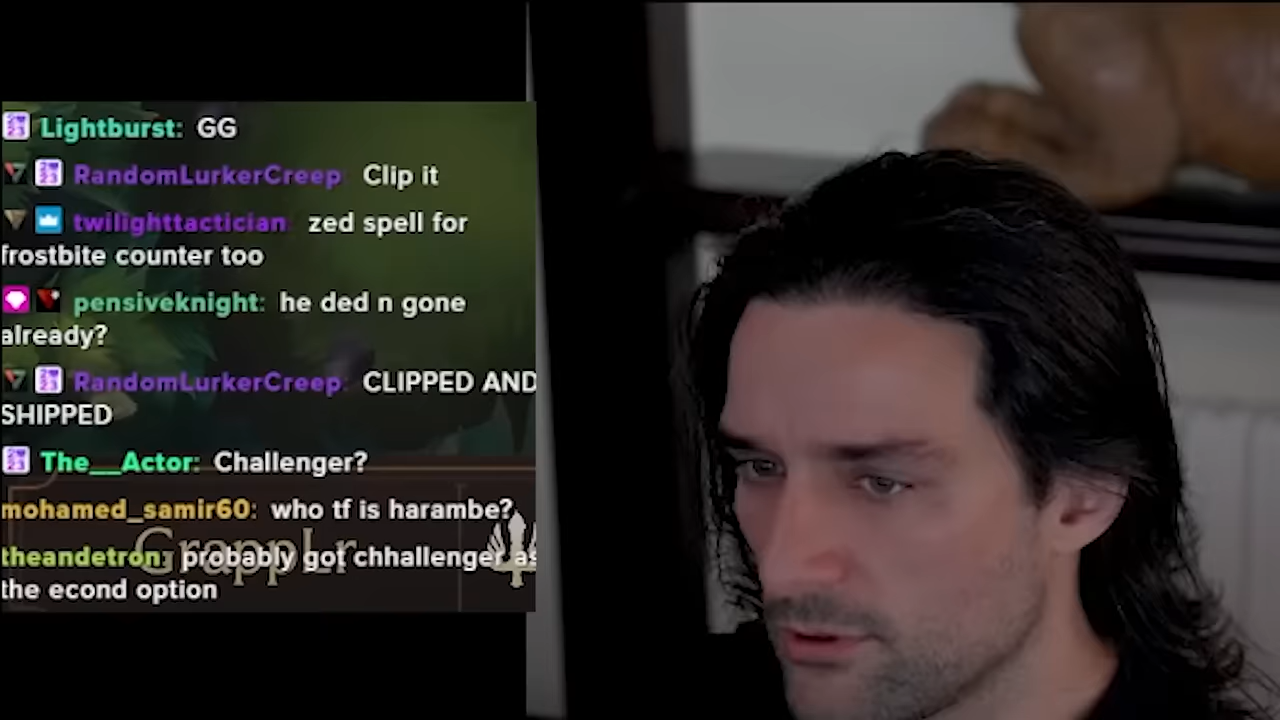 Lightburst: GG
RandomLurkerCreep: Clip it
twilighttactician: zed spell for
frostbite counter too
pensiveknight: he ded n gone
already?
RandomLurkerCreep: CLIPPED AND
SHIPPED
The__Actor: Challenger?
mohamed_samir60: who tf is harambe?
GrappLr
theandetron: probably got chhallenger as
the econd option